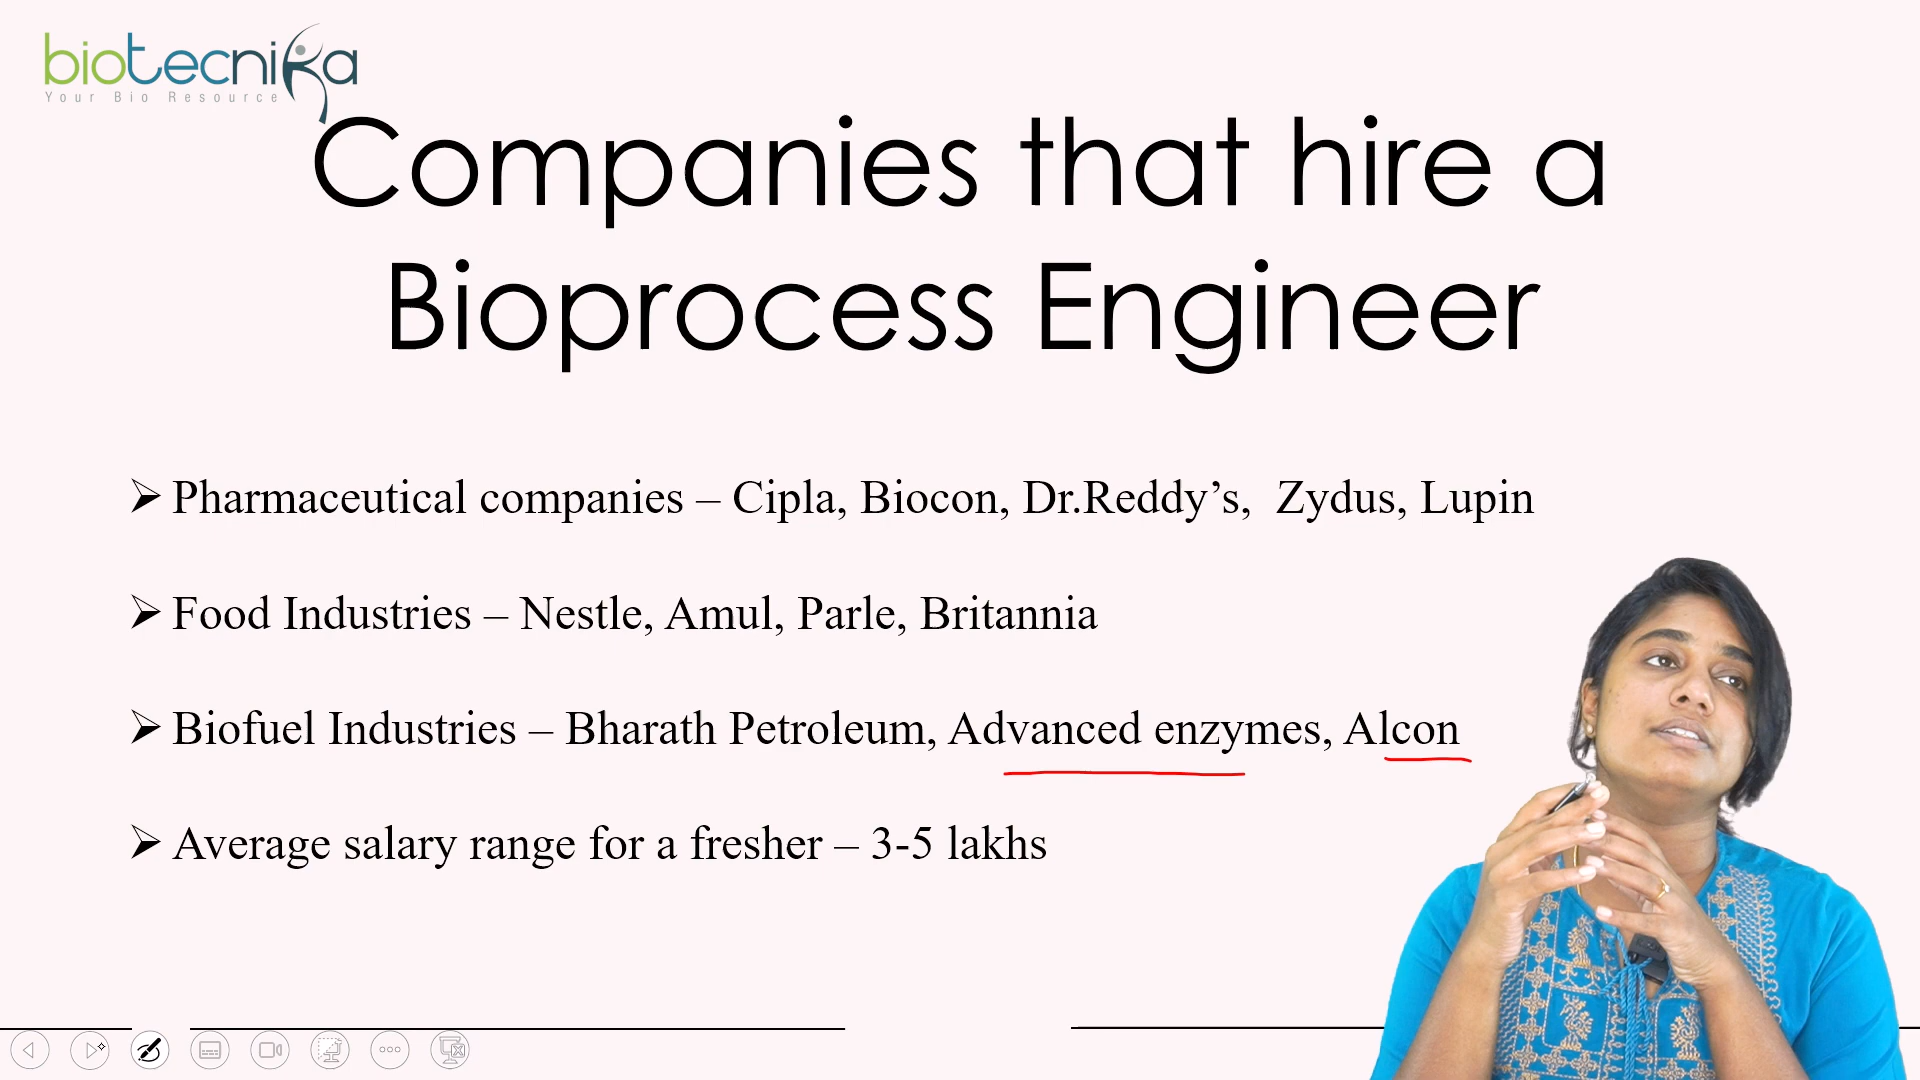 biotecnika
Your Bio Resource
Companies that hire a
Bioprocess Engineer
➢ Pharmaceutical companies – Cipla, Biocon, Dr.Reddy’s, Zydus, Lupin
➢ Food Industries – Nestle, Amul, Parle, Britannia
➢ Biofuel Industries – Bharath Petroleum, Advanced enzymes, Alcon
➢ Average salary range for a fresher – 3-5 lakhs